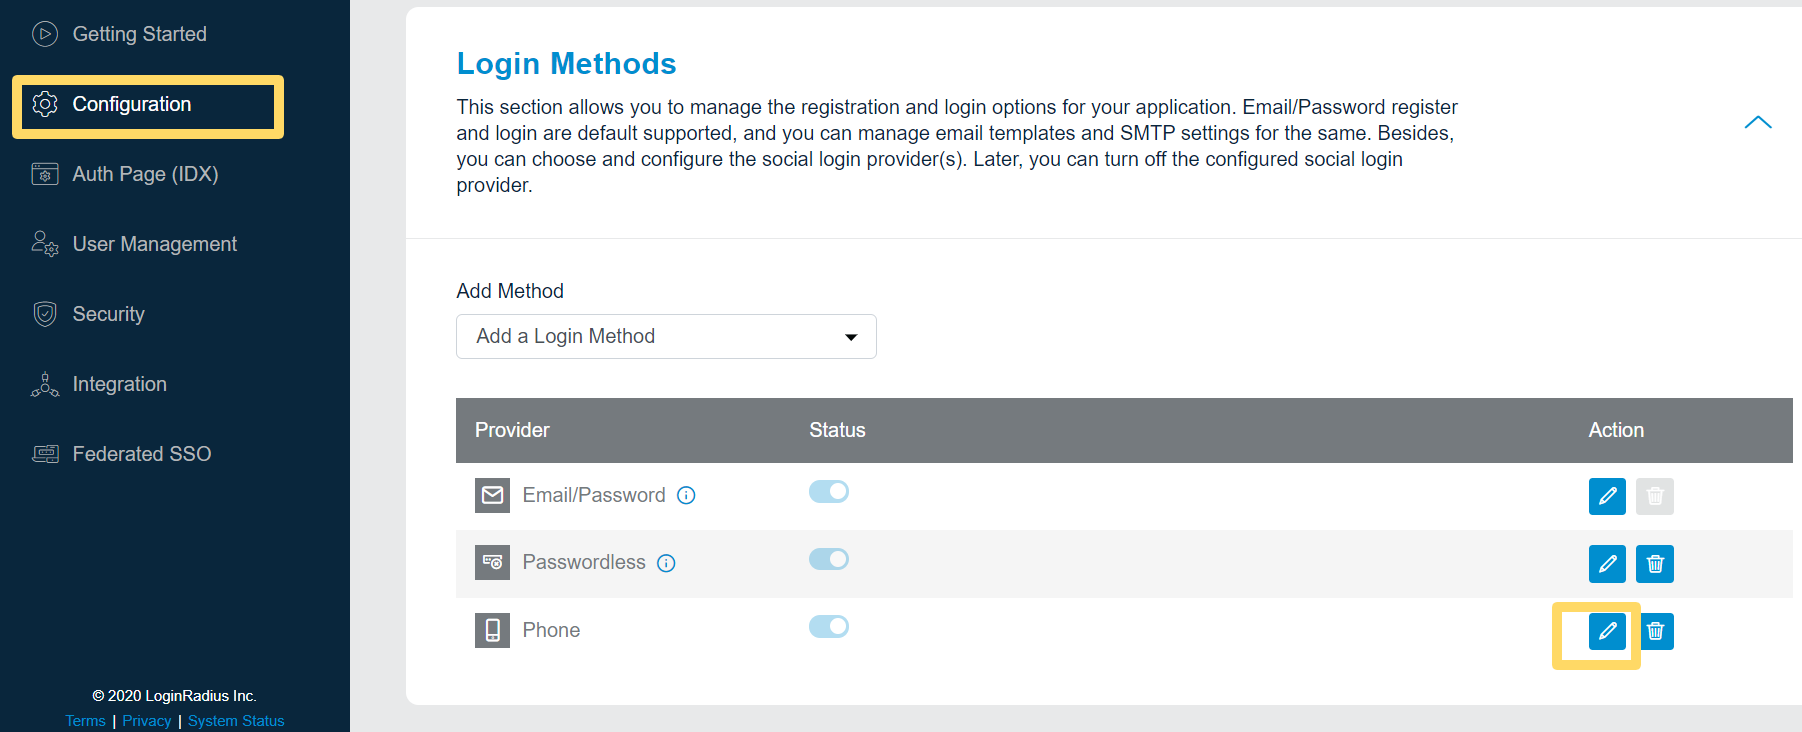 Getting Started
Configuration
Auth Page (IDX)
User Management
Security
Integration
Federated SSO
© 2020 LoginRadius Inc.
Terms | Privacy | System Status
Login Methods
This section allows you to manage the registration and login options for your application. Email/Password register
and login are default supported, and you can manage email templates and SMTP settings for the same. Besides,
you can choose and configure the social login provider(s). Later, you can turn off the configured social login
provider.
Add Method
Add a Login Method
Provider Status Action
Email/Password
Passwordless
Phone